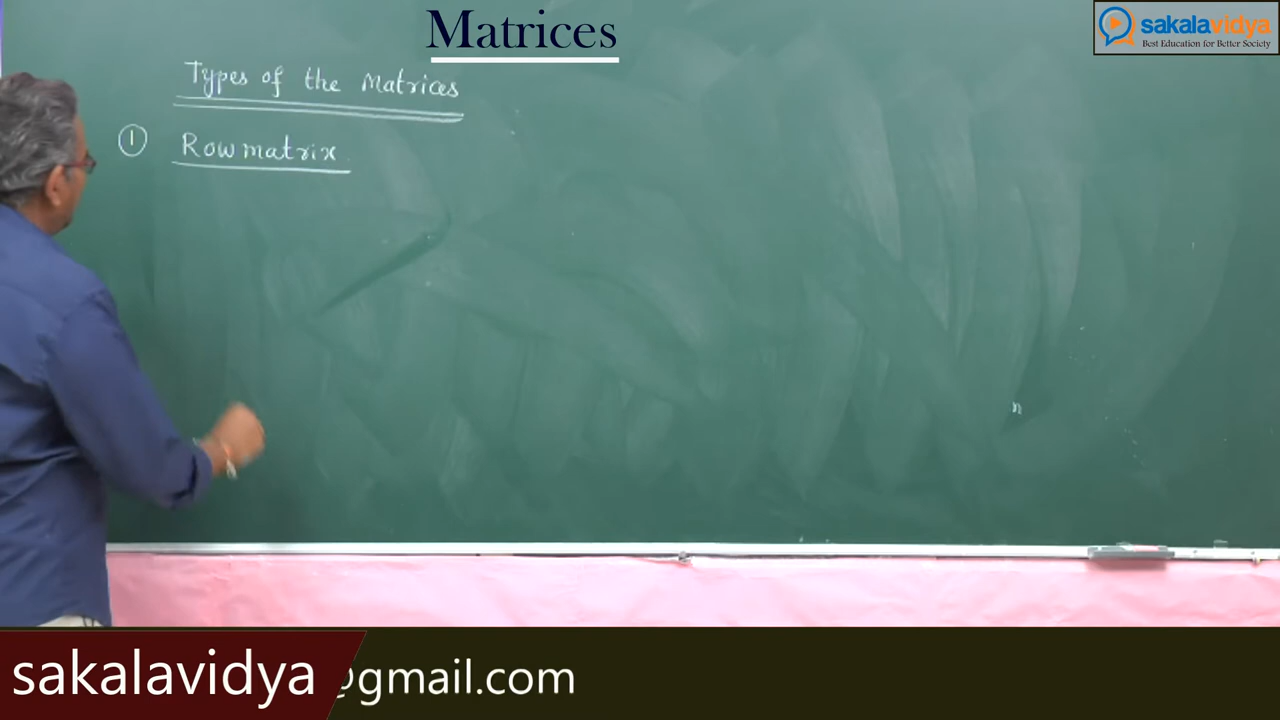 Matrices
sakalavidya
Best Education for Better Society
Types of the Matrices
1 Row matrix
n
sakalavidya@gmail.com